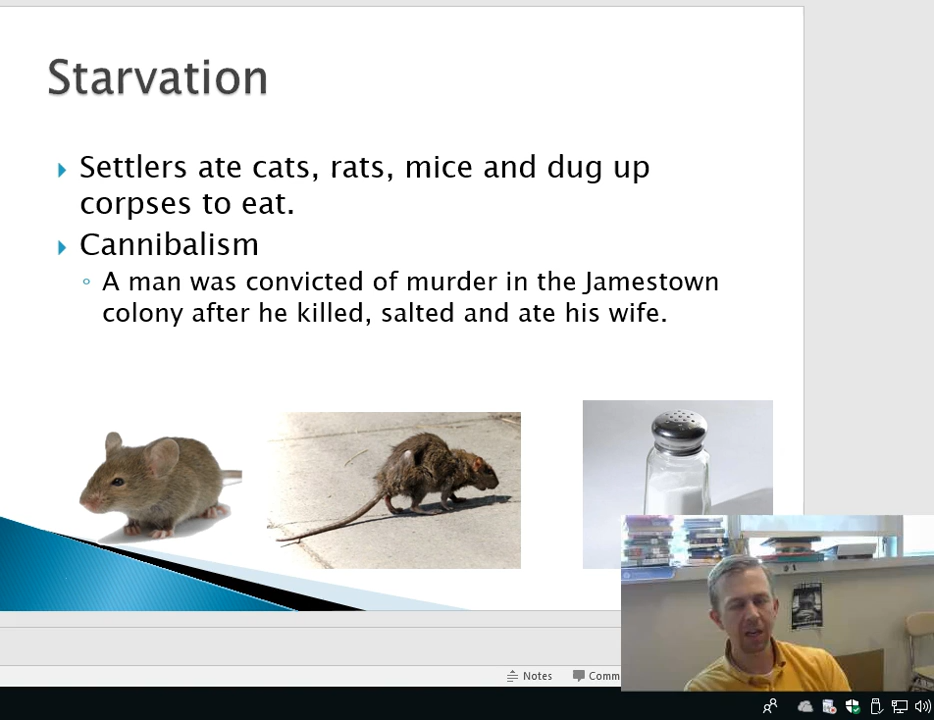 Starvation
Settlers ate cats, rats, mice and dug up
corpses to eat.
Cannibalism
A man was convicted of murder in the Jamestown
colony after he killed, salted and ate his wife.
Notes
Comm